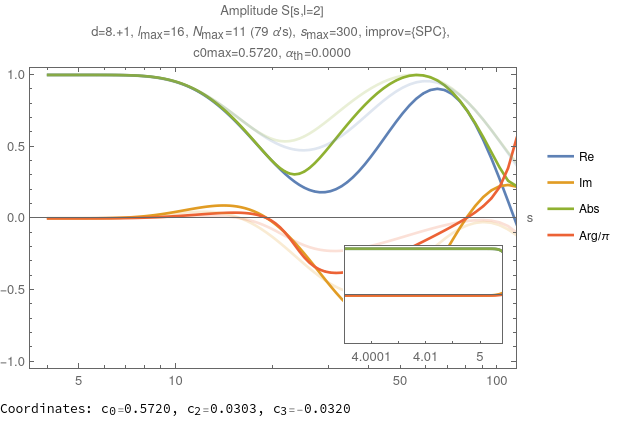 Amplitude S[s,l=2]
d=8.+1, lmax=16, Nmax=11 (79 α's), smax=300, improv={SPC},
c0max=0.5720, αth=0.0000
1.0
0.5
0.0
−0.5
−1.0
5
10
50
100
s
4.0001
4.01
5
Re
Im
Abs
Arg/π
Coordinates: c0=0.5720, c2=0.0303, c3=-0.0320